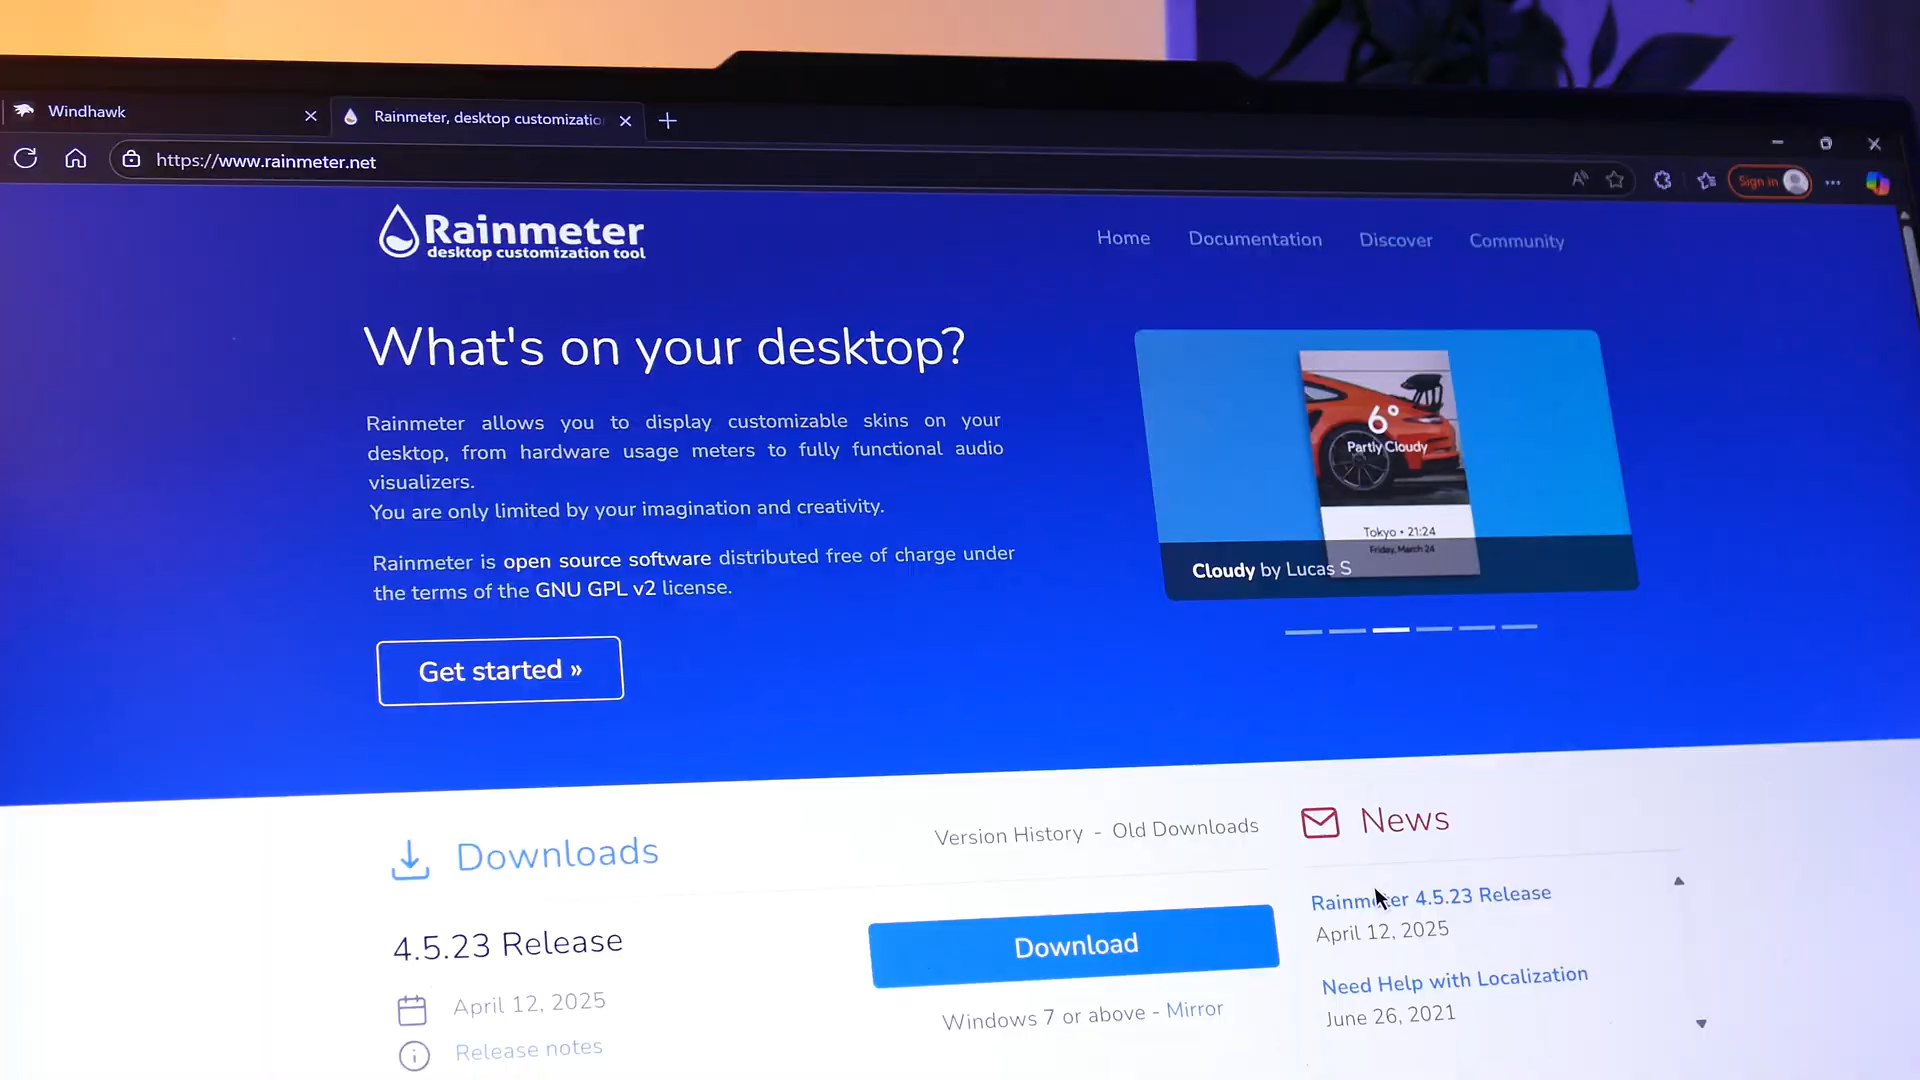 Windhawk
Rainmeter, desktop customizatio
https://www.rainmeter.net
Sign in
Rainmeter
desktop customization tool
Home
Documentation
Discover
Community
What's on your desktop?
Rainmeter allows you to display customizable skins on your
desktop, from hardware usage meters to fully functional audio
visualizers.
You are only limited by your imagination and creativity.
Rainmeter is open source software distributed free of charge under
the terms of the GNU GPL v2 license.
Get started »
6°
Partly Cloudy
Tokyo • 21:24
Friday, March 24
Cloudy by Lucas S
Downloads
Version History - Old Downloads
4.5.23 Release
April 12, 2025
Release notes
Download
Windows 7 or above - Mirror
News
Rainmeter 4.5.23 Release
April 12, 2025
Need Help with Localization
June 26, 2021